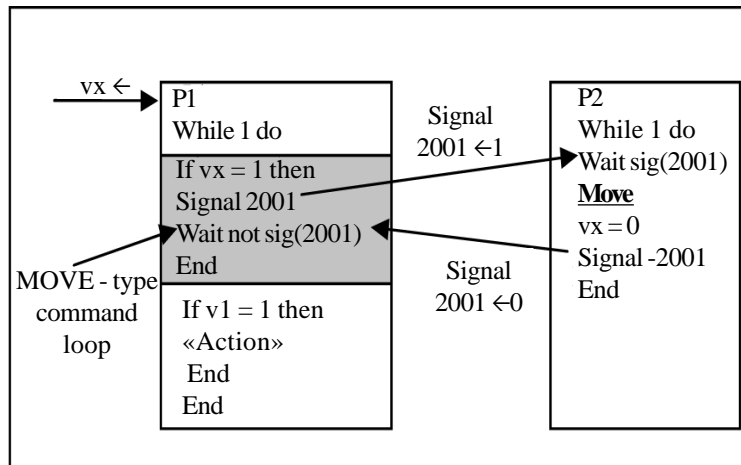 vx ←
P1
While 1 do
If vx = 1 then
Signal 2001
Wait not sig(2001)
End
If v1 = 1 then
«Action»
End
End
MOVE - type
command
loop
Signal
2001 ←1
Signal
2001 ←0
P2
While 1 do
Wait sig(2001)
Move
vx = 0
Signal -2001
End